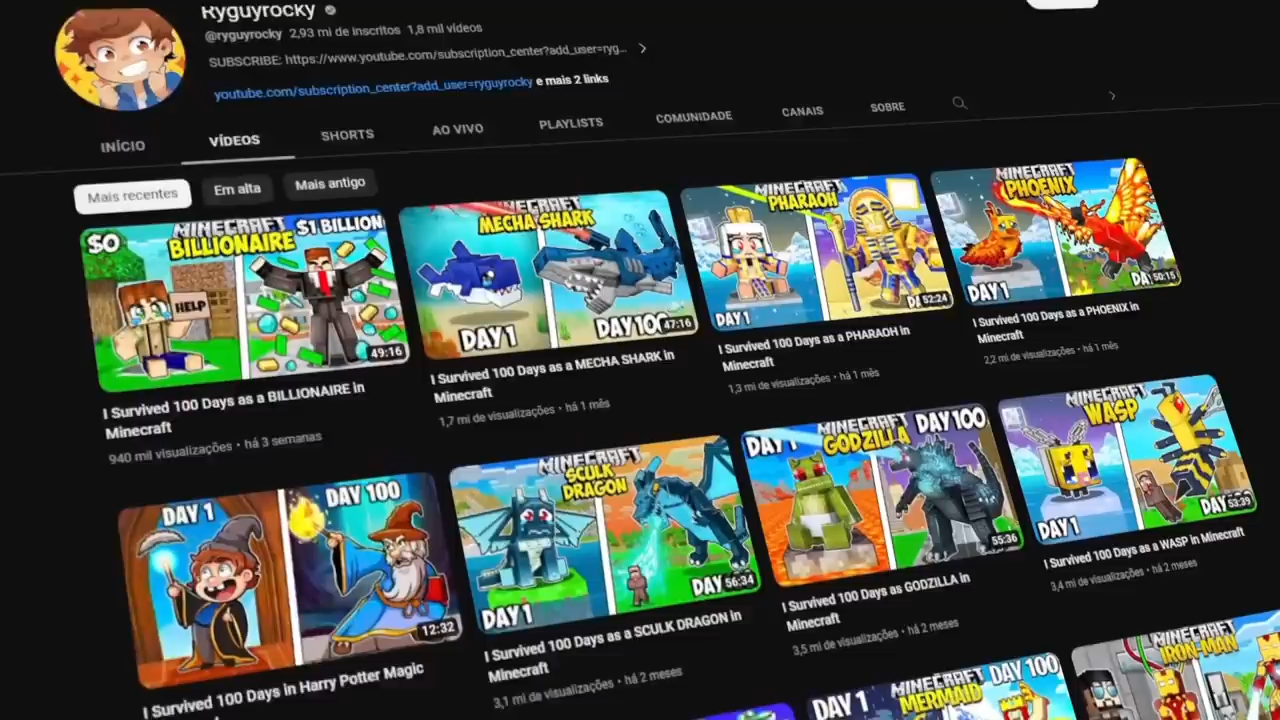 Ryguyrocky
@ryguyrocky 2,93 mi de inscritos 1,8 mil vídeos
SUBSCRIBE: https://www.youtube.com/subscription_center?add_user=ryg...
youtube.com/subscription_center?add_user=ryguyrocky e mais 2 links
INÍCIO VÍDEOS SHORTS AO VIVO PLAYLISTS COMUNIDADE CANAIS SOBRE
Mais recentes Em alta Mais antigo
$0 MINECRAFT $1 BILLION
BILLIONAIRE
HELP
49:16
MINECRAFT
MECHA SHARK
DAY 1 DAY 100 47:16
MINECRAFT
PHARAOH
DAY 1 DA 52:24
MINECRAFT
PHOENIX
DAY 1 DA 50:15
I Survived 100 Days as a BILLIONAIRE in
Minecraft
940 mil visualizações • há 3 semanas
I Survived 100 Days as a MECHA SHARK in
Minecraft
1,7 mi de visualizações • há 1 mês
I Survived 100 Days as a PHARAOH in
Minecraft
1,3 mi de visualizações • há 1 mês
I Survived 100 Days as a PHOENIX in
Minecraft
2,2 mi de visualizações • há 1 mês
DAY 1 DAY 100
12:32
MINECRAFT
SCULK
DRAGON
DAY 1 DAY 56:34
DAY 1 MINECRAFT DAY 100
GODZILLA
55:36
MINECRAFT
WASP
DAY 1 DAY 53:39
I Survived 100 Days in Harry Potter Magic
I Survived 100 Days as a SCULK DRAGON in
Minecraft
3,1 mi de visualizações • há 2 meses
I Survived 100 Days as GODZILLA in
Minecraft
3,5 mi de visualizações • há 2 meses
I Survived 100 Days as a WASP in Minecraft
3,4 mi de visualizações • há 2 meses
DAY 1 MINECRAFT DAY 100
MERMAID
MINECRAFT
IRON-MAN